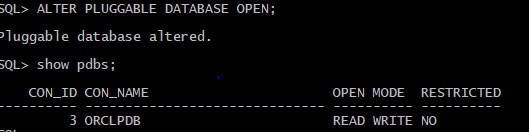 SQL> ALTER PLUGGABLE DATABASE OPEN;
Pluggable database altered.
SQL> show pdbs;
CON_ID CON_NAME OPEN MODE RESTRICTED
---------- ------------------------------ ---------- ----------
3 ORCLPDB READ WRITE NO